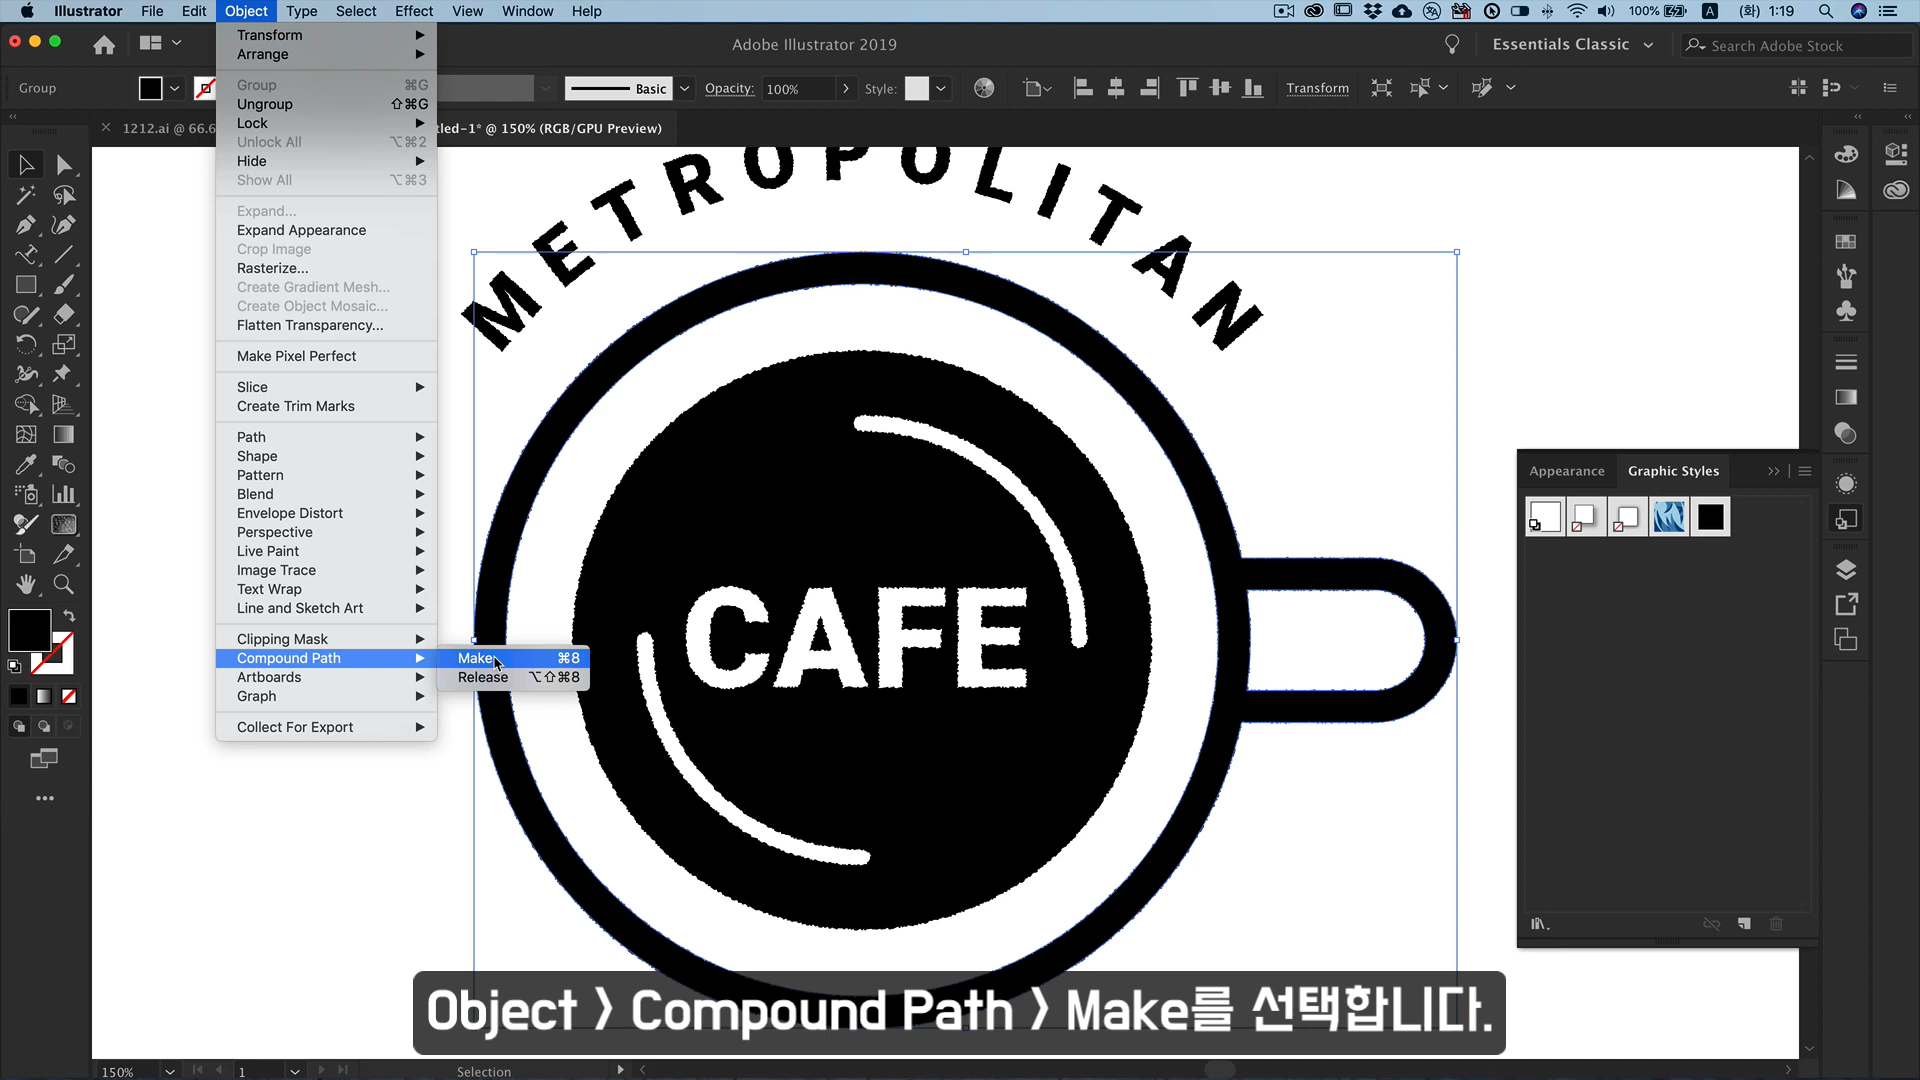 Illustrator File Edit Object Type Select Effect View Window Help
100% A (화) 1:19
Adobe Illustrator 2019
Essentials Classic
Search Adobe Stock
Group
Basic
Opacity: 100%
Style:
Transform
1212.ai @ 66.6
tled-1* @ 150% (RGB/GPU Preview)
Transform
Arrange
Group ⌘G
Ungroup ⇧⌘G
Lock
Unlock All ⌥⌘2
Hide
Show All ⌥⌘3
Expand...
Expand Appearance
Crop Image
Rasterize...
Create Gradient Mesh...
Create Object Mosaic...
Flatten Transparency...
Make Pixel Perfect
Slice
Create Trim Marks
Path
Shape
Pattern
Blend
Envelope Distort
Perspective
Live Paint
Image Trace
Text Wrap
Line and Sketch Art
Clipping Mask
Compound Path
Artboards
Graph
Collect For Export
Make ⌘8
Release ⌥⇧⌘8
METROPOLITAN
CAFE
Appearance Graphic Styles
Object > Compound Path > Make를 선택합니다.
150% 1 Selection